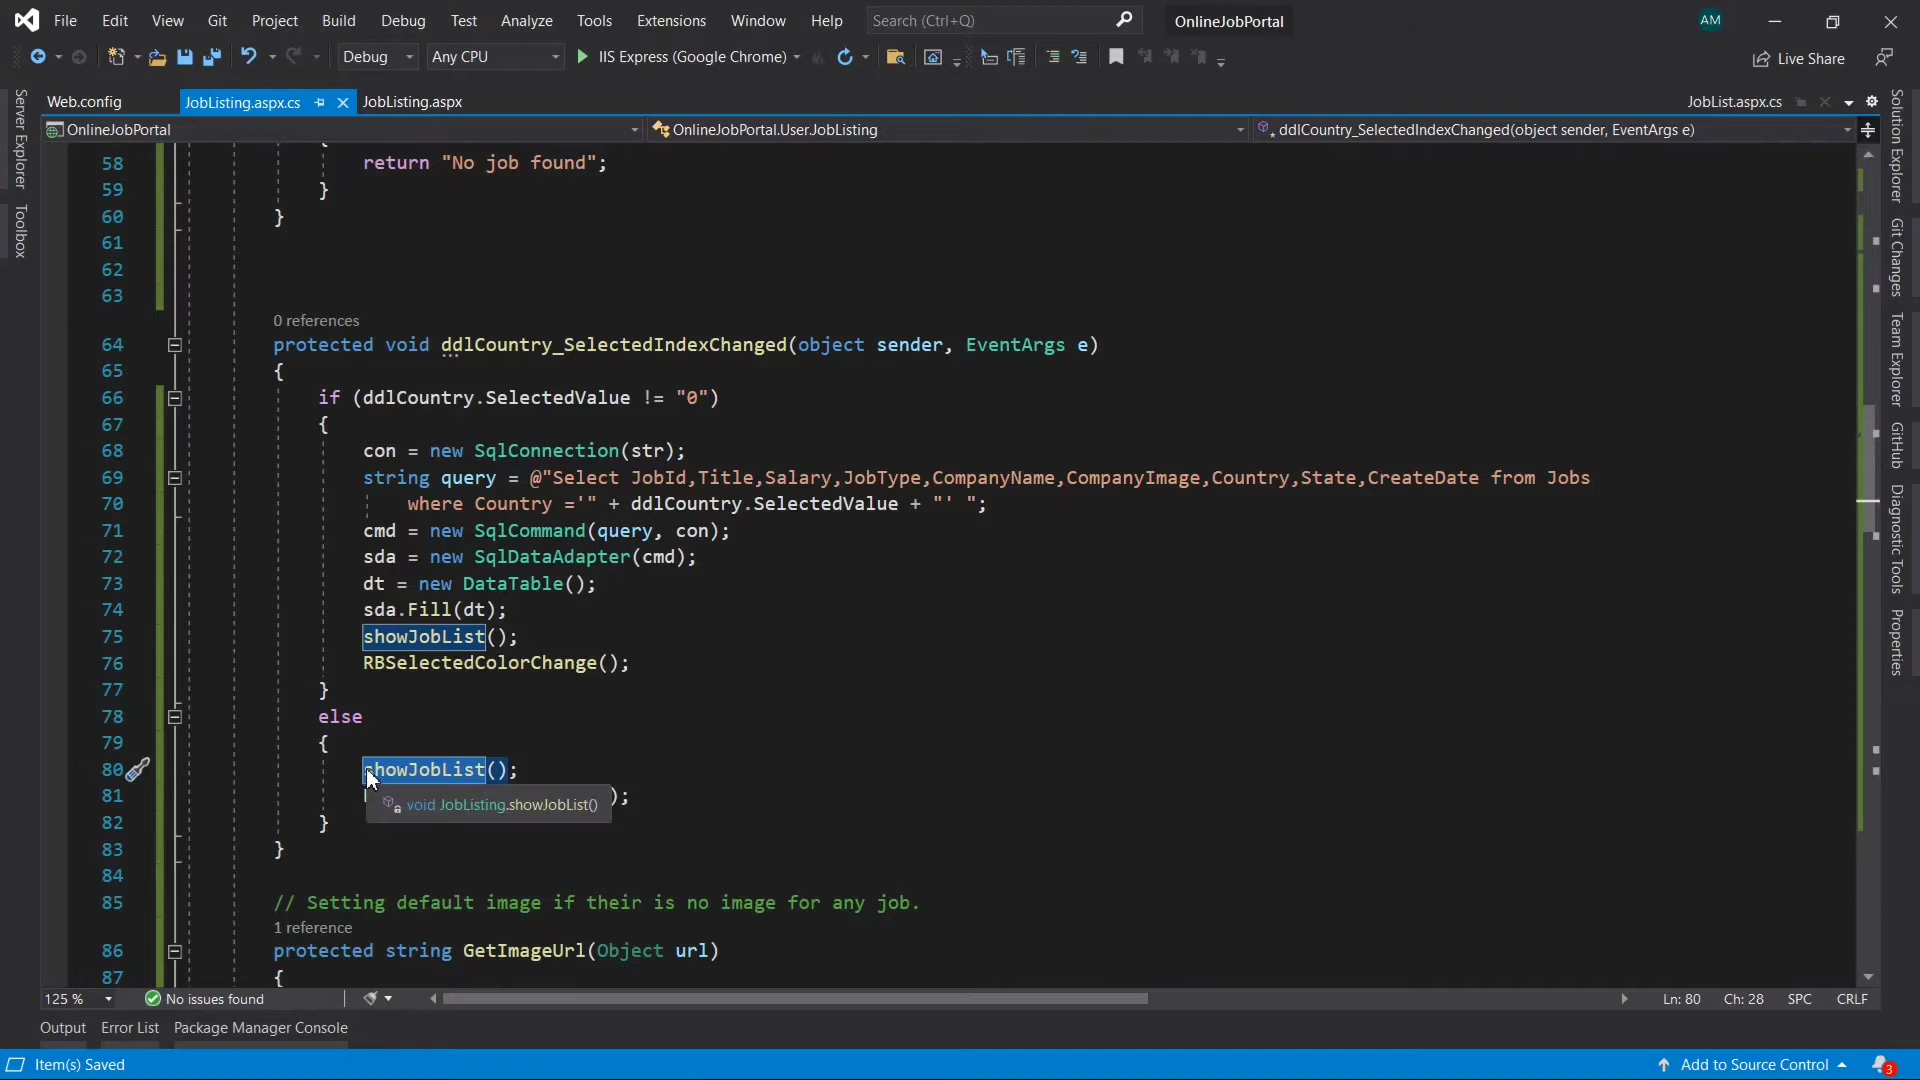 File Edit View Git Project Build Debug Test Analyze Tools Extensions Window Help Search (Ctrl+Q) OnlineJobPortal AM
Debug Any CPU IIS Express (Google Chrome) Live Share
Web.config JobListing.aspx.cs JobListing.aspx JobList.aspx.cs
OnlineJobPortal OnlineJobPortal.User.JobListing ddlCountry_SelectedIndexChanged(object sender, EventArgs e)
Server Explorer
Toolbox
58 return "No job found";
59 }
60 }
61
62
63
0 references
64 protected void ddlCountry_SelectedIndexChanged(object sender, EventArgs e)
65 {
66 if (ddlCountry.SelectedValue != "0")
67 {
68 con = new SqlConnection(str);
69 string query = @"Select JobId,Title,Salary,JobType,CompanyName,CompanyImage,Country,State,CreateDate from Jobs
70 where Country ='" + ddlCountry.SelectedValue + "' ";
71 cmd = new SqlCommand(query, con);
72 sda = new SqlDataAdapter(cmd);
73 dt = new DataTable();
74 sda.Fill(dt);
75 showJobList();
76 RBSelectedColorChange();
77 }
78 else
79 {
80 showJobList();
81 );
void JobListing.showJobList()
82 }
83 }
84
85 // Setting default image if their is no image for any job.
1 reference
86 protected string GetImageUrl(Object url)
87 {
Solution Explorer
Git Changes
Team Explorer
GitHub
Diagnostic Tools
Properties
125 % No issues found Ln: 80 Ch: 28 SPC CRLF
Output Error List Package Manager Console
Item(s) Saved Add to Source Control 3